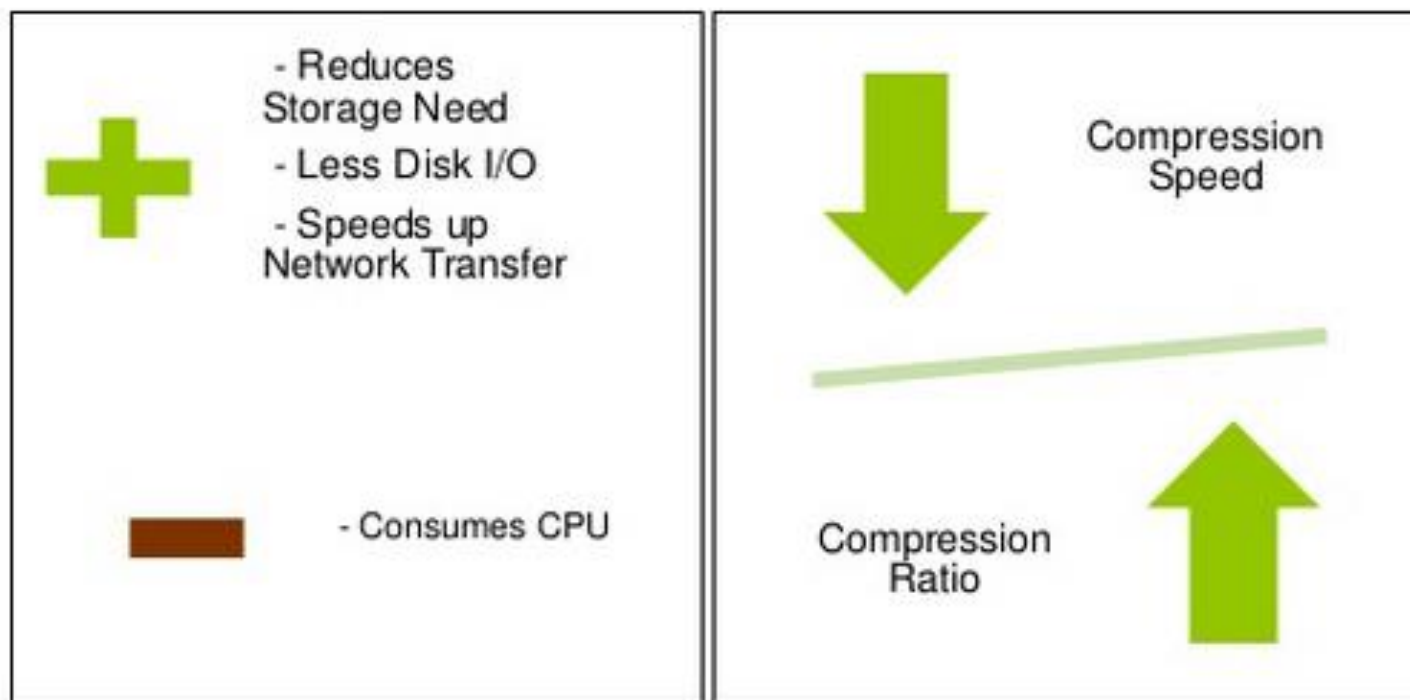 - Reduces
Storage Need
- Less Disk I/O
- Speeds up
Network Transfer
- Consumes CPU
Compression
Speed
Compression
Ratio